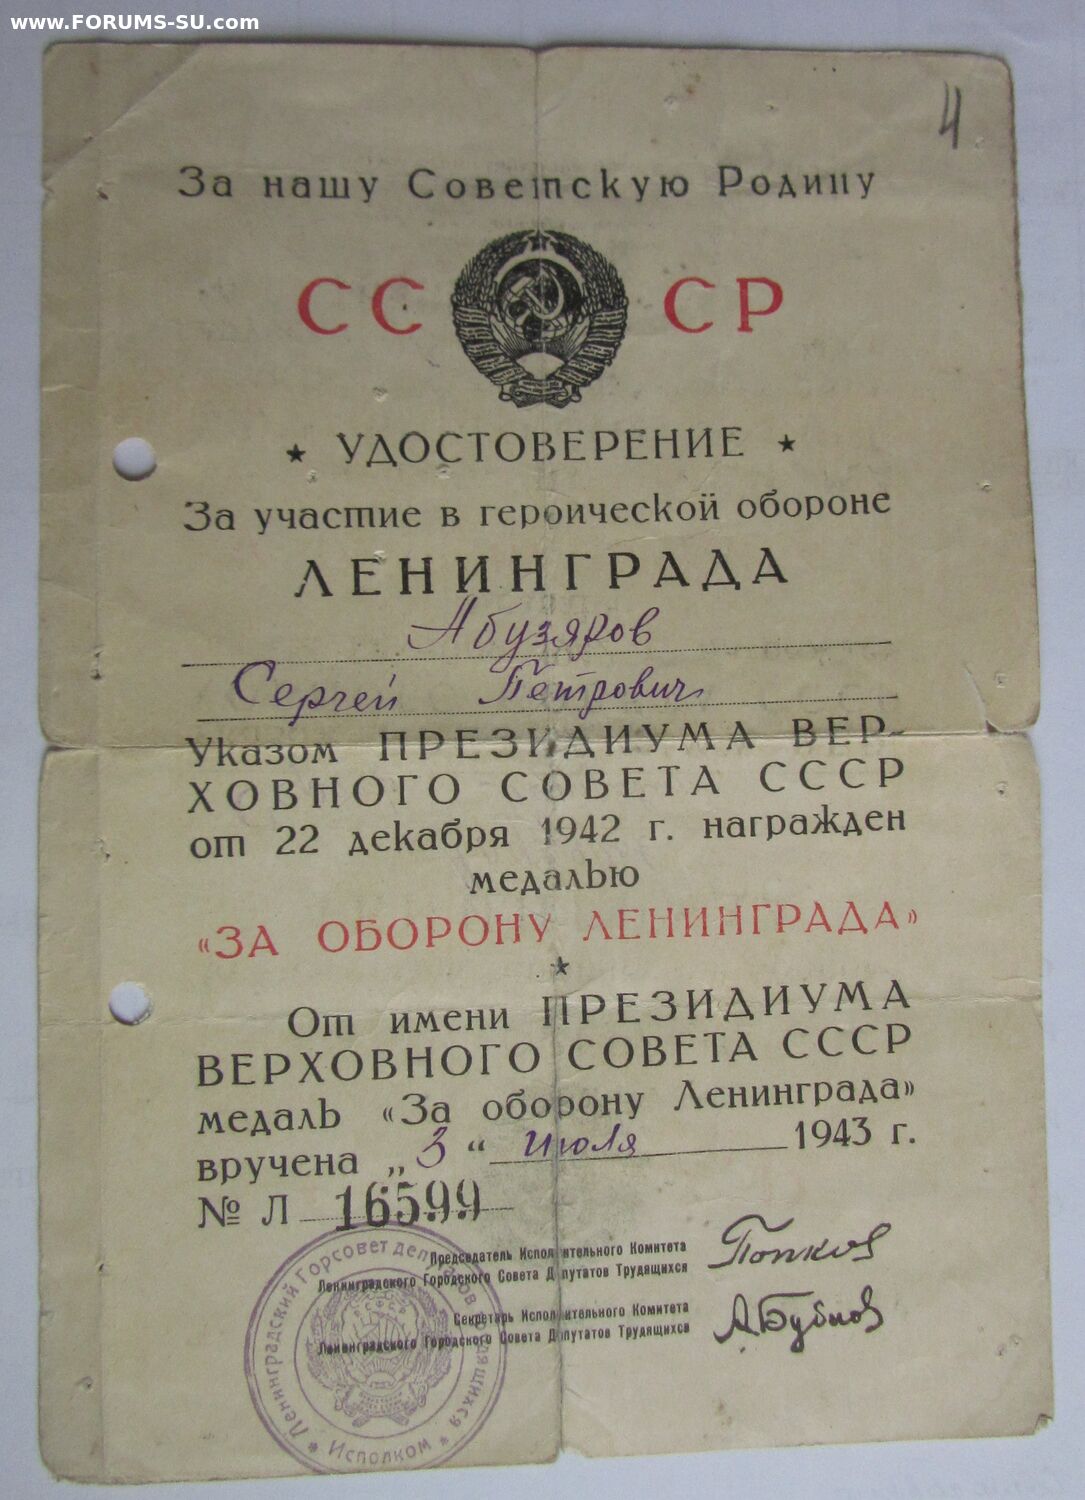 www.FORUMS-SU.com
4
За нашу Советскую Родину
СС СР
★ УДОСТОВЕРЕНИЕ ★
За участие в героической обороне
ЛЕНИНГРАДА
Абузяров
Сергей Петрович
Указом ПРЕЗИДИУМА ВЕР-
ХОВНОГО СОВЕТА СССР
от 22 декабря 1942 г. награжден
медалью
«ЗА ОБОРОНУ ЛЕНИНГРАДА»
★
От имени ПРЕЗИДИУМА
ВЕРХОВНОГО СОВЕТА СССР
медаль «За оборону Ленинграда»
вручена „3“ июля 1943 г.
№ Л 16599
Председатель Исполнительного Комитета
Ленинградского Городского Совета Депутатов Трудящихся
Попков
Секретарь Исполнительного Комитета
Ленинградского Городского Совета Депутатов Трудящихся
А.Бубнов
Ленинградский Горсовет депутатов трудящихся
★ Исполком ★